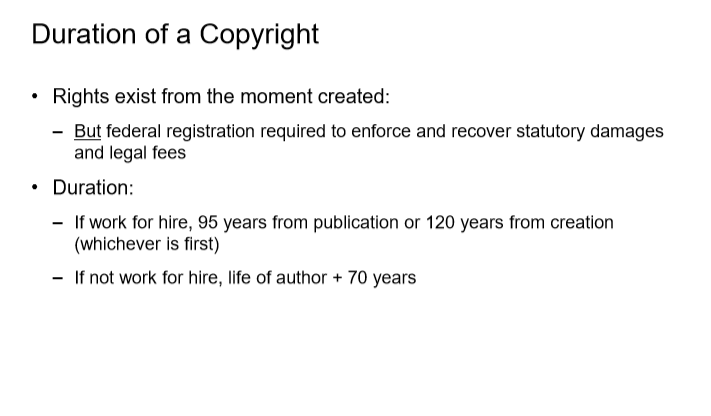 Duration of a Copyright
• Rights exist from the moment created:
– But federal registration required to enforce and recover statutory damages
and legal fees
• Duration:
– If work for hire, 95 years from publication or 120 years from creation
(whichever is first)
– If not work for hire, life of author + 70 years